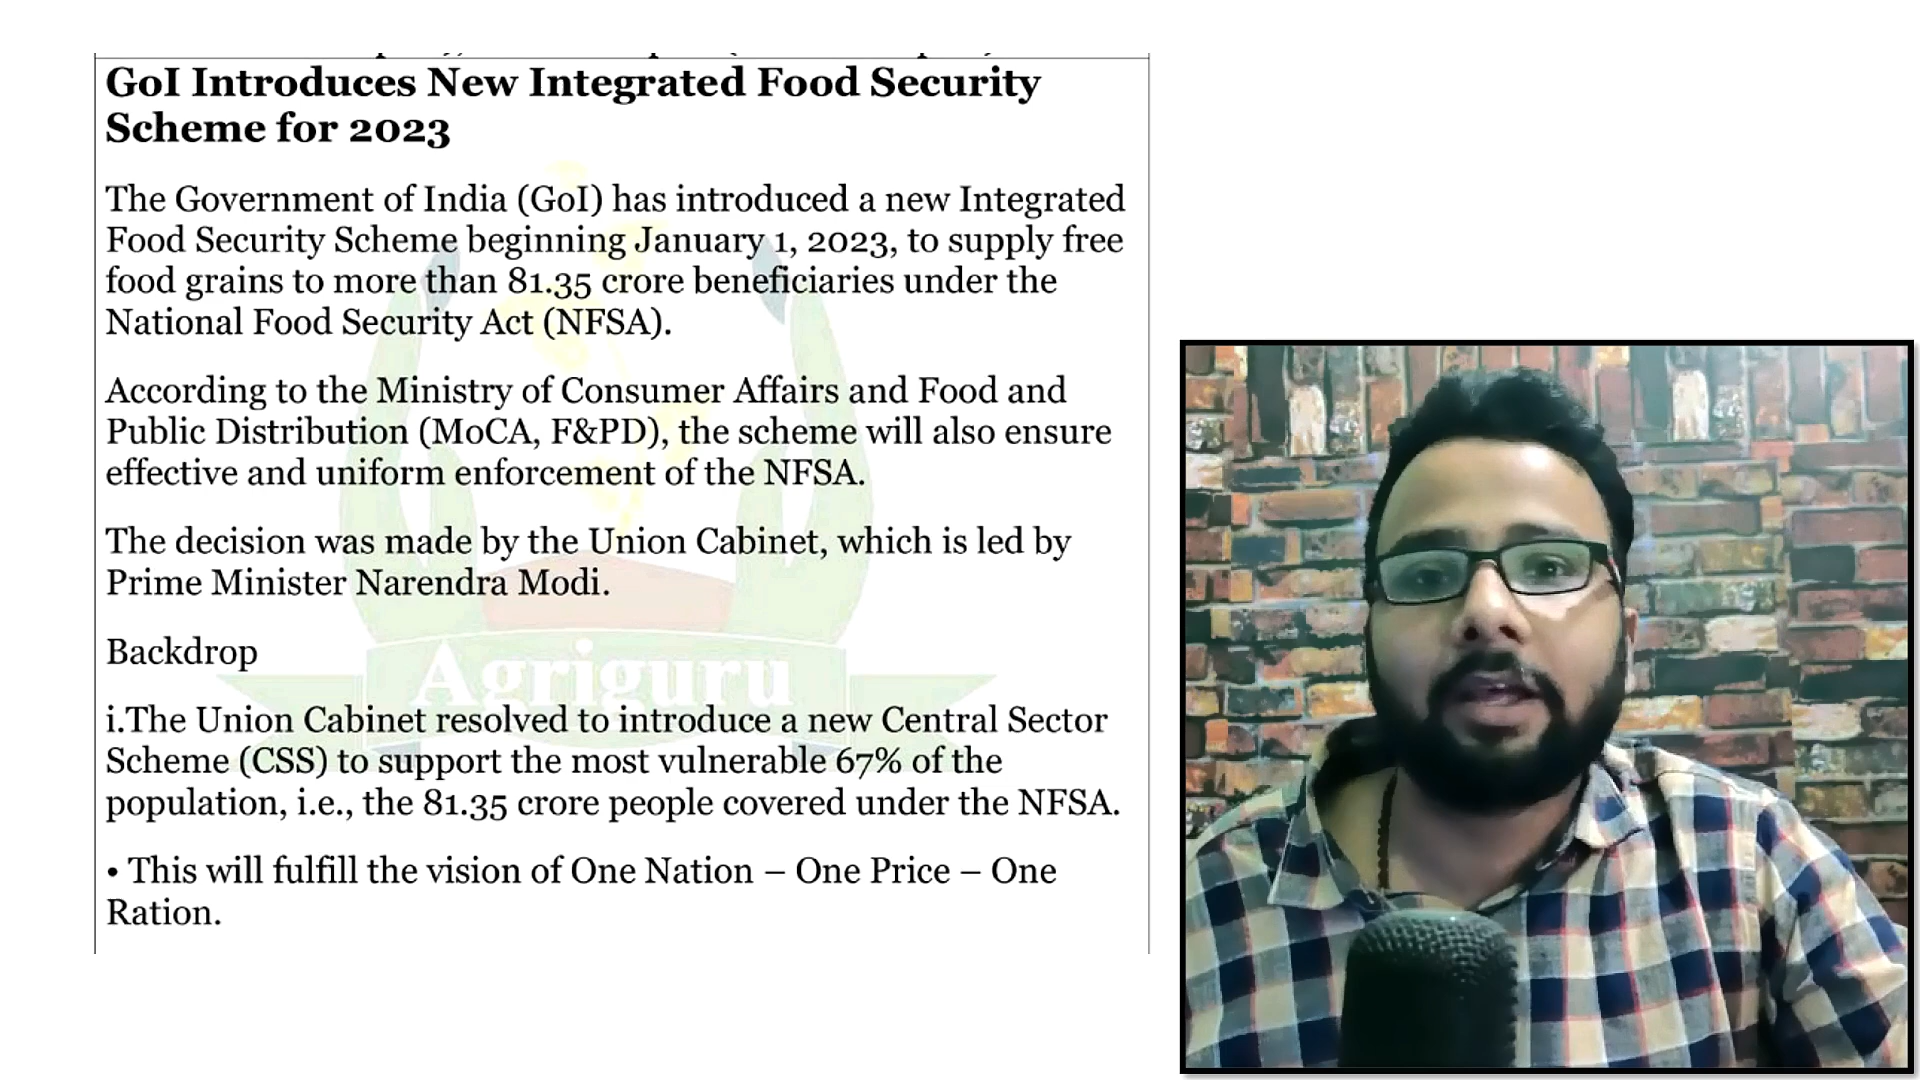 GoI Introduces New Integrated Food Security
Scheme for 2023
The Government of India (GoI) has introduced a new Integrated
Food Security Scheme beginning January 1, 2023, to supply free
food grains to more than 81.35 crore beneficiaries under the
National Food Security Act (NFSA).
According to the Ministry of Consumer Affairs and Food and
Public Distribution (MoCA, F&PD), the scheme will also ensure
effective and uniform enforcement of the NFSA.
The decision was made by the Union Cabinet, which is led by
Prime Minister Narendra Modi.
Backdrop
Agriguru
i.The Union Cabinet resolved to introduce a new Central Sector
Scheme (CSS) to support the most vulnerable 67% of the
population, i.e., the 81.35 crore people covered under the NFSA.
• This will fulfill the vision of One Nation – One Price – One
Ration.